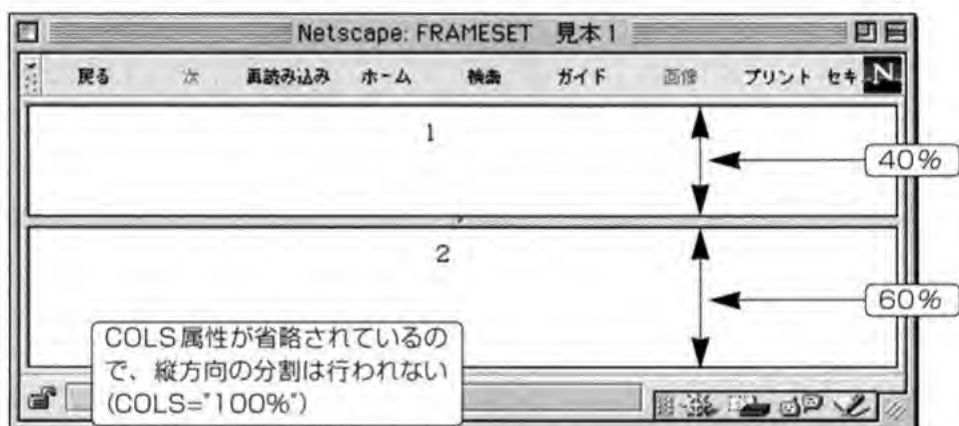 Netscape: FRAMESET 見本1
戻る 次 再読み込み ホーム 検索 ガイド 画像 プリント セキ N
1
40%
2
60%
COLS属性が省略されているの
で、縦方向の分割は行われない
(COLS="100%")